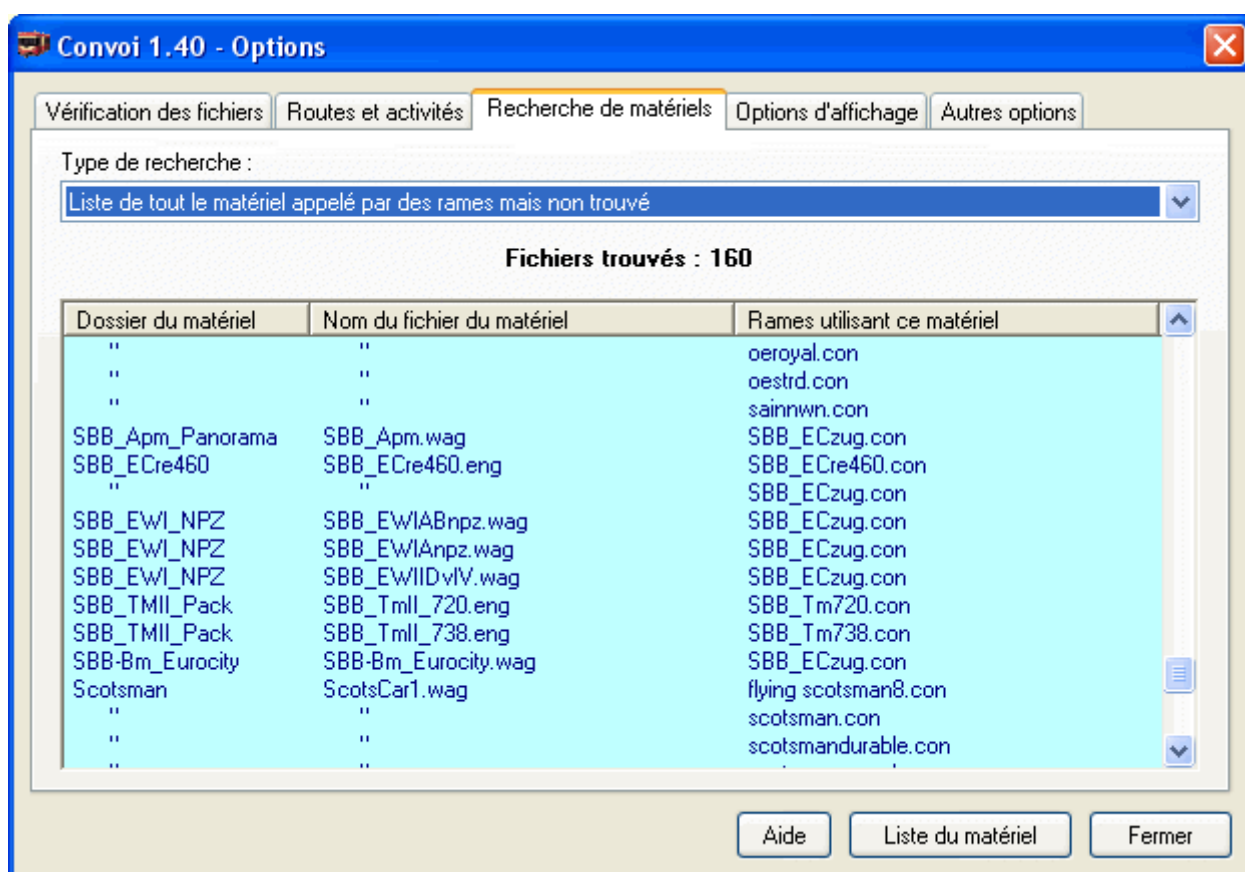 Convoi 1.40 - Options
Vérification des fichiers Routes et activités Recherche de matériels Options d'affichage Autres options
Type de recherche :
Liste de tout le matériel appelé par des rames mais non trouvé
Fichiers trouvés : 160
Dossier du matériel Nom du fichier du matériel Rames utilisant ce matériel
" " oeroyal.con
" " oestrd.con
" " sainnwn.con
SBB_Apm_Panorama SBB_Apm.wag SBB_ECzug.con
SBB_ECre460 SBB_ECre460.eng SBB_ECre460.con
" " SBB_ECzug.con
SBB_EWI_NPZ SBB_EWIABnpz.wag SBB_ECzug.con
SBB_EWI_NPZ SBB_EWIAnpz.wag SBB_ECzug.con
SBB_EWI_NPZ SBB_EWIIDvIV.wag SBB_ECzug.con
SBB_TMII_Pack SBB_TmII_720.eng SBB_Tm720.con
SBB_TMII_Pack SBB_TmII_738.eng SBB_Tm738.con
SBB-Bm_Eurocity SBB-Bm_Eurocity.wag SBB_ECzug.con
Scotsman ScotsCar1.wag flying scotsman8.con
" " scotsman.con
" " scotsmandurable.con
" "
Aide Liste du matériel Fermer